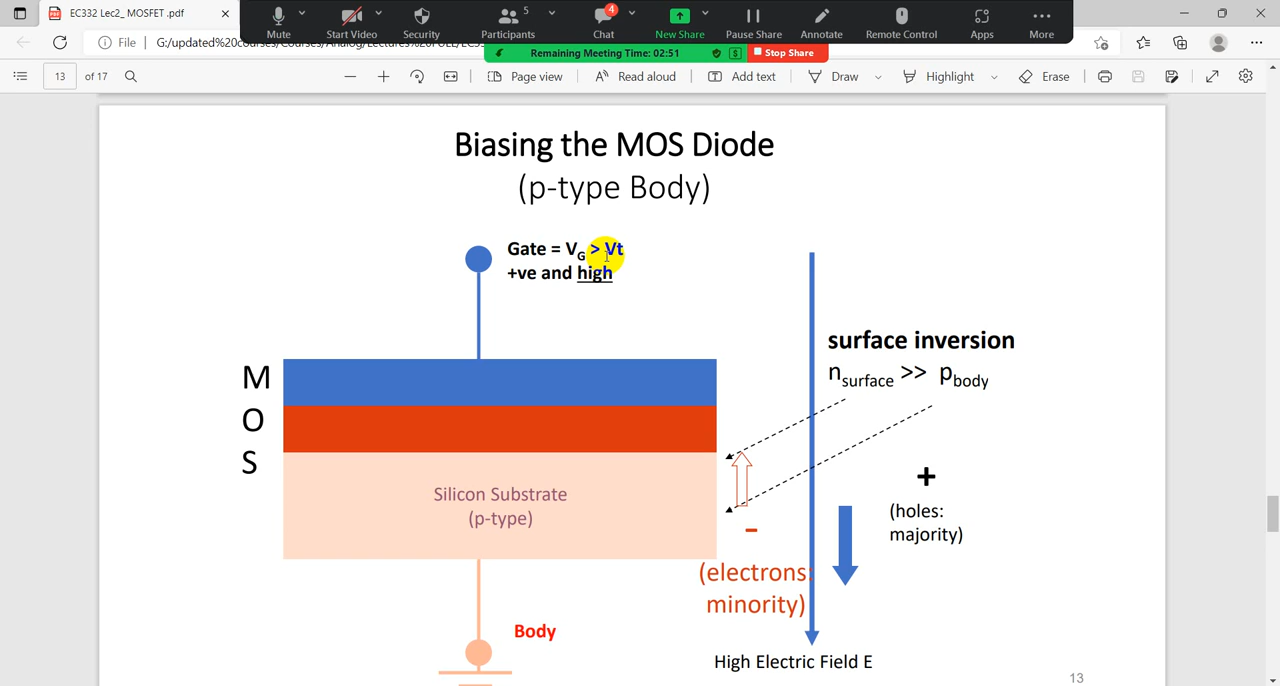 EC332 Lec2_ MOSFET .pdf
Mute
Start Video
Security
5
Participants
4
Chat
New Share
Pause Share
Annotate
Remote Control
Apps
More
File
Remaining Meeting Time: 02:51
Stop Share
13 of 17
Page view
Read aloud
Add text
Draw
Highlight
Erase
Biasing the MOS Diode
(p-type Body)
Gate = VG > Vt
+ve and high
M
O
S
Silicon Substrate
(p-type)
Body
surface inversion
nsurface >> pbody
+
(holes:
majority)
-
(electrons:
minority)
High Electric Field E
13